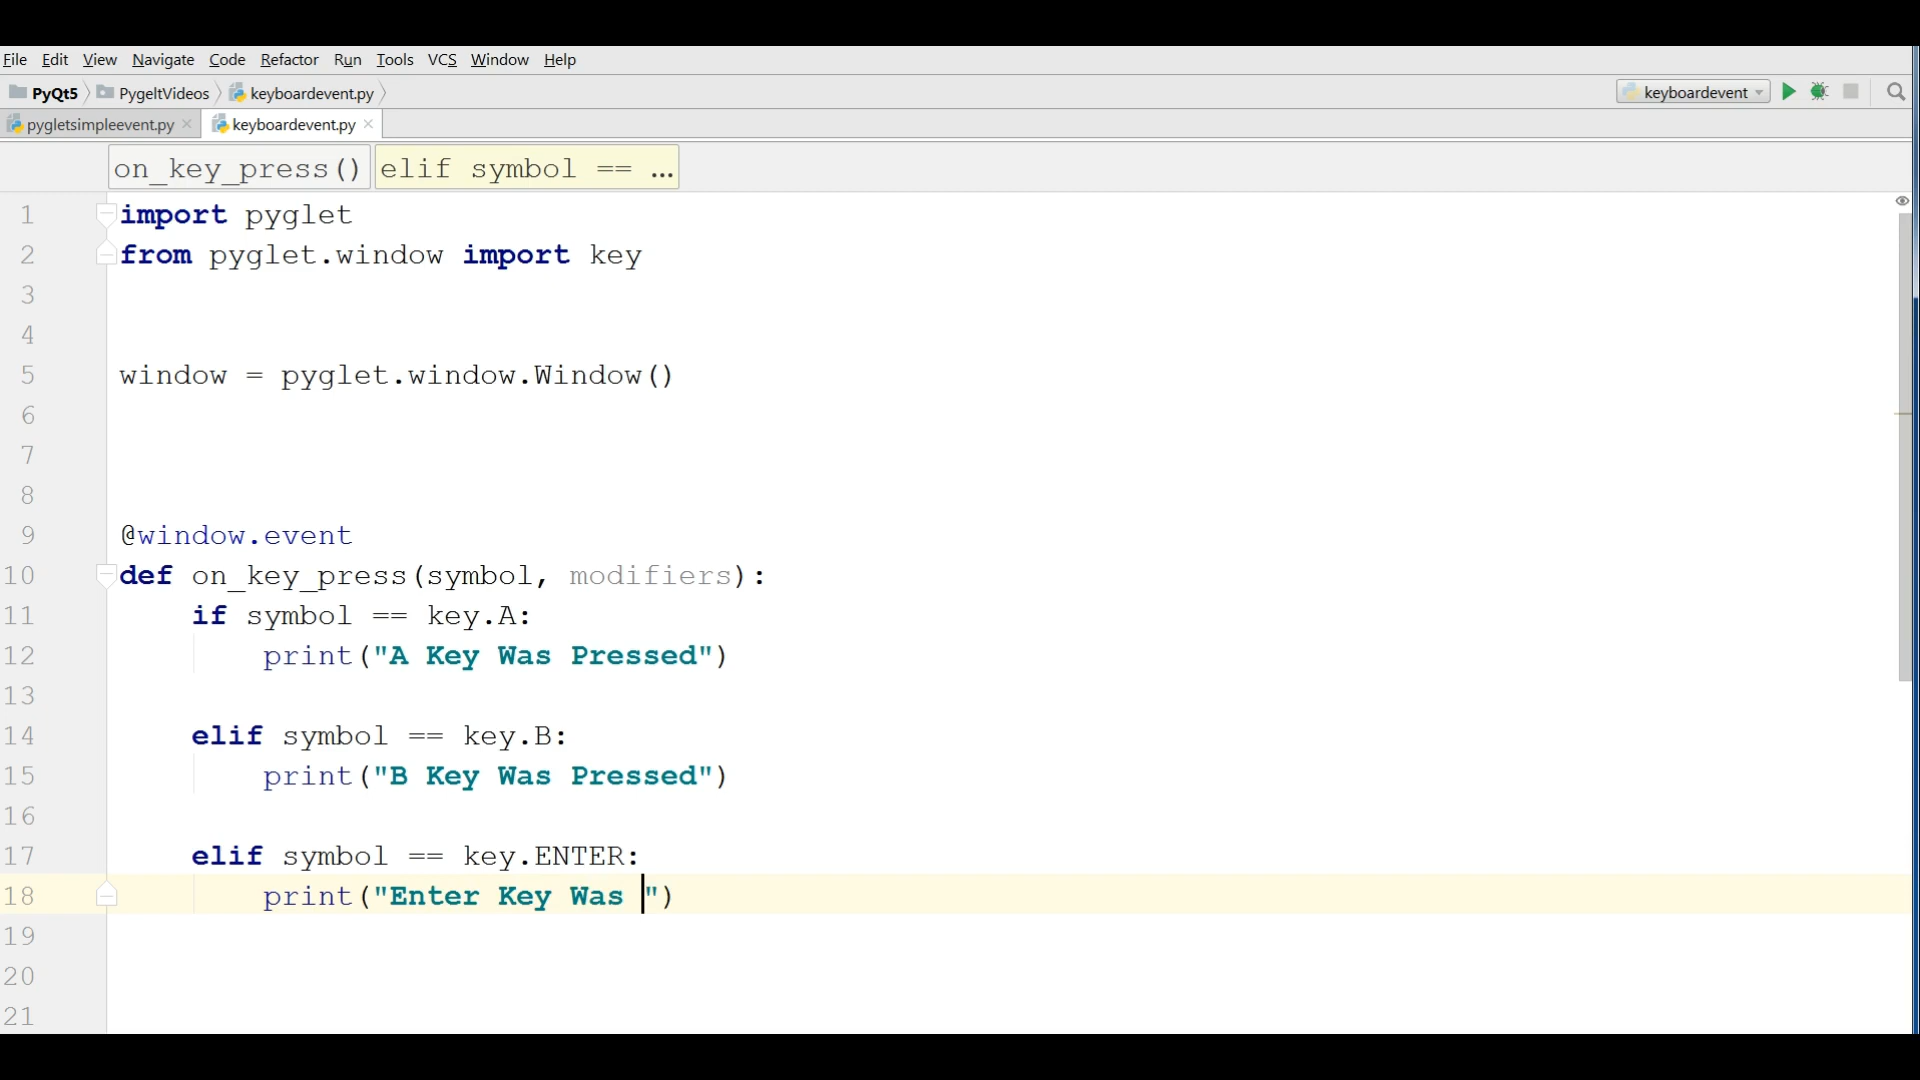 File Edit View Navigate Code Refactor Run Tools VCS Window Help
PyQt5 PygeltVideos keyboardevent.py keyboardevent
pygletsimpleevent.py keyboardevent.py
on_key_press() elif symbol == ...
1 import pyglet
2 from pyglet.window import key
3
4
5 window = pyglet.window.Window()
6
7
8
9 @window.event
10 def on_key_press(symbol, modifiers):
11 if symbol == key.A:
12 print("A Key Was Pressed")
13
14 elif symbol == key.B:
15 print("B Key Was Pressed")
16
17 elif symbol == key.ENTER:
18 print("Enter Key Was ")
19
20
21